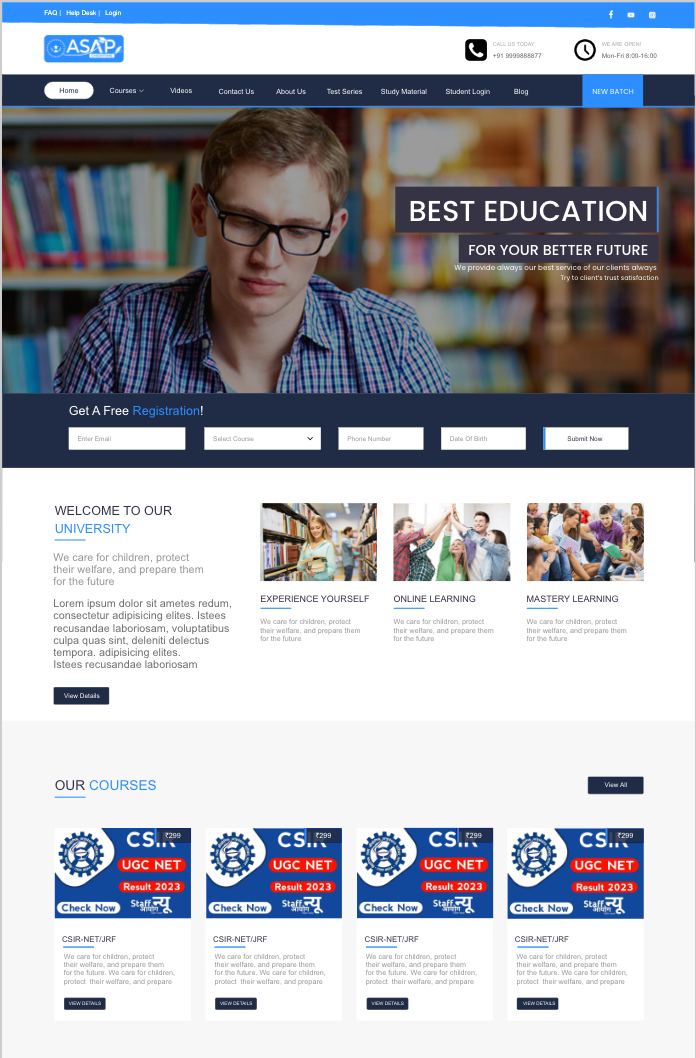 FAQ | Help Desk | Login
ASAP
CALL US TODAY
+91 9999888877
WE ARE OPEN!
Mon-Fri 8:00-16:00
Home Courses Videos Contact Us About Us Test Series Study Material Student Login Blog NEW BATCH
BEST EDUCATION
FOR YOUR BETTER FUTURE
We provide always our best service of our clients always
Try to client's trust satisfaction
Get A Free Registration!
Enter Email Select Course Phone Number Date Of Birth Submit Now
WELCOME TO OUR
UNIVERSITY
We care for children, protect
their welfare, and prepare them
for the future
Lorem ipsum dolor sit ametes redum,
consectetur adipisicing elites. Istees
recusandae laboriosam, voluptatibus
culpa quas sint, deleniti delectus
tempora. adipisicing elites.
Istees recusandae laboriosam
View Details
EXPERIENCE YOURSELF
We care for children, protect
their welfare, and prepare them
for the future
ONLINE LEARNING
We care for children, protect
their welfare, and prepare them
for the future
MASTERY LEARNING
We care for children, protect
their welfare, and prepare them
for the future
OUR COURSES
View All
CSIR
₹299
UGC NET
Result 2023
Check Now
Staff न्यू
आयोग
CSIR-NET/JRF
We care for children, protect
their welfare, and prepare them
for the future. We care for children,
protect their welfare, and prepare
VIEW DETAILS
CSIR
₹299
UGC NET
Result 2023
Check Now
Staff न्यू
आयोग
CSIR-NET/JRF
We care for children, protect
their welfare, and prepare them
for the future. We care for children,
protect their welfare, and prepare
VIEW DETAILS
CSIR
₹299
UGC NET
Result 2023
Check Now
Staff न्यू
आयोग
CSIR-NET/JRF
We care for children, protect
their welfare, and prepare them
for the future. We care for children,
protect their welfare, and prepare
VIEW DETAILS
CSIR
₹299
UGC NET
Result 2023
Check Now
Staff न्यू
आयोग
CSIR-NET/JRF
We care for children, protect
their welfare, and prepare them
for the future. We care for children,
protect their welfare, and prepare
VIEW DETAILS